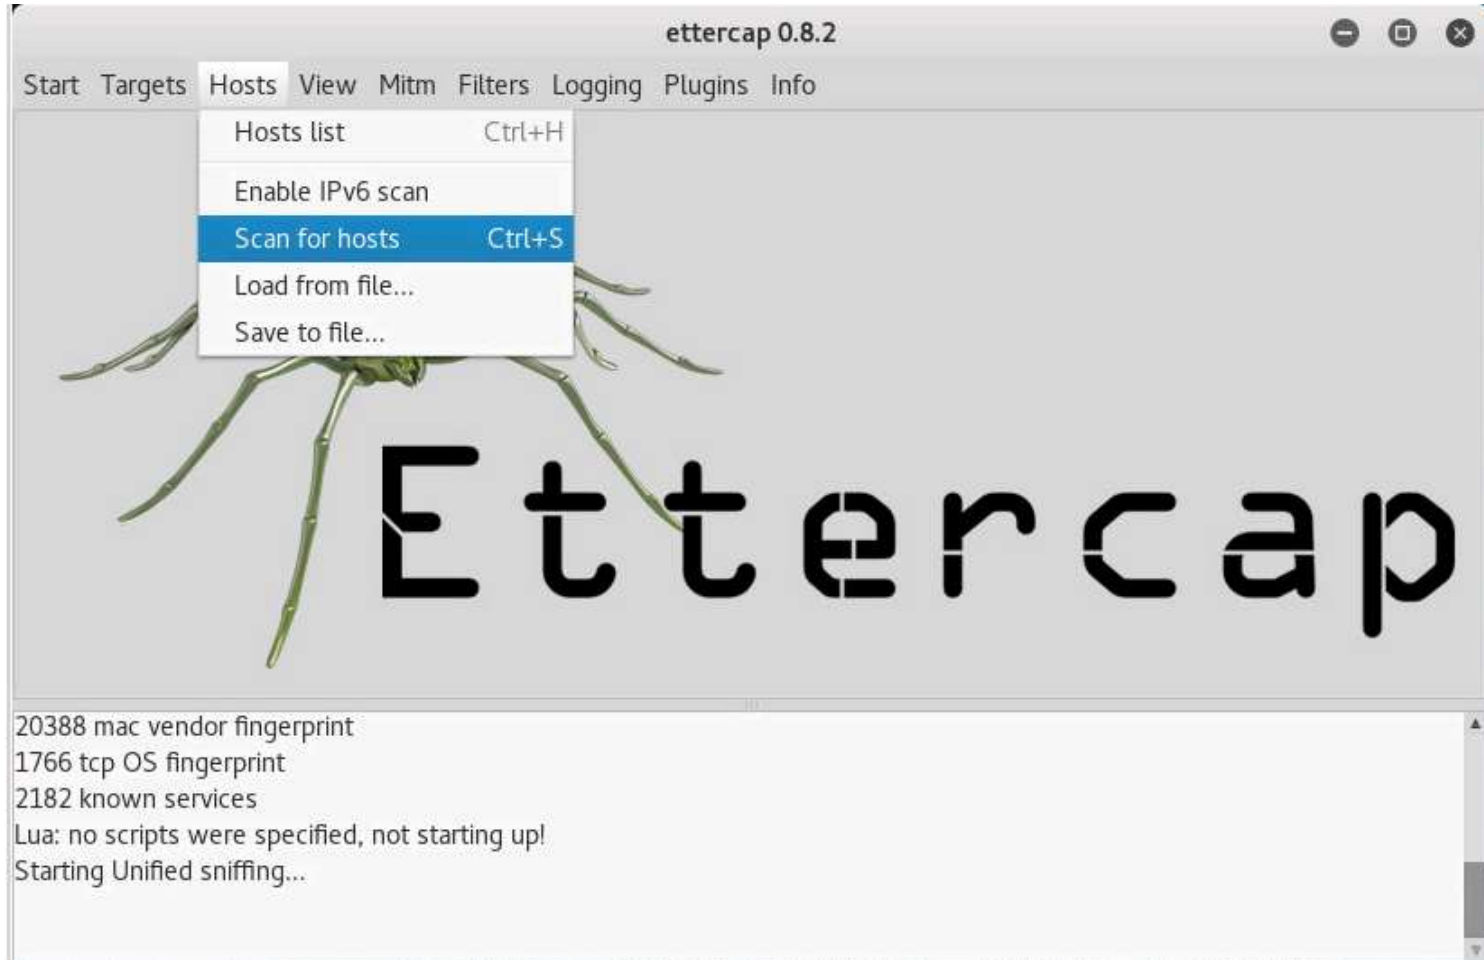 ettercap 0.8.2
Start Targets Hosts View Mitm Filters Logging Plugins Info
Hosts list Ctrl+H
Enable IPv6 scan
Scan for hosts Ctrl+S
Load from file...
Save to file...
Ettercap
20388 mac vendor fingerprint
1766 tcp OS fingerprint
2182 known services
Lua: no scripts were specified, not starting up!
Starting Unified sniffing...